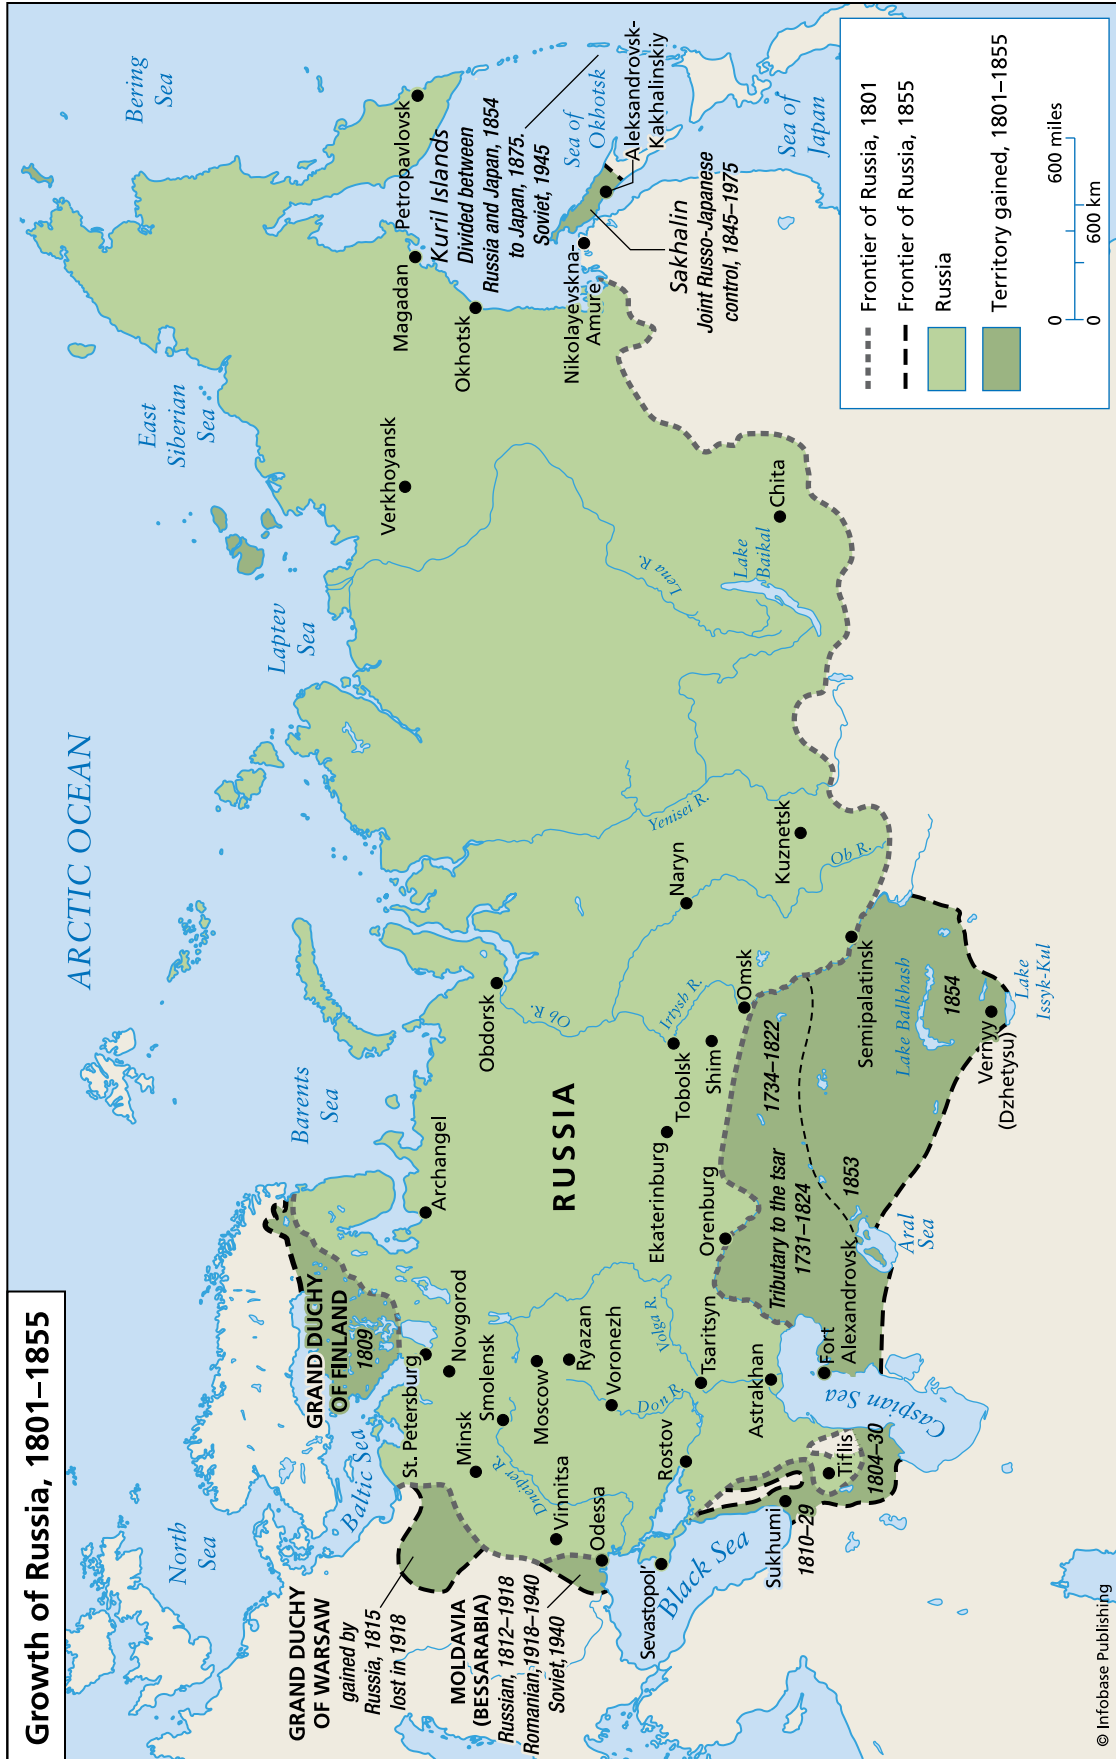 Growth of Russia, 1801–1855
ARCTIC OCEAN
Bering
Sea
East
Siberian
Sea
Laptev
Sea
Barents
Sea
North
Sea
Baltic Sea
GRAND DUCHY
OF FINLAND
1809
GRAND DUCHY
OF WARSAW
gained by
Russia, 1815
lost in 1918
MOLDAVIA
(BESSARABIA)
Russian, 1812–1918
Romanian, 1918–1940
Soviet, 1940
St. Petersburg
Novgorod
Minsk
Smolensk
Moscow
Ryazan
Voronezh
Vinnitsa
Odessa
Dneiper R.
Don R.
Volga R.
Rostov
Tsaritsyn
Astrakhan
Sevastopol’
Black Sea
Sukhumi
1810–29
Tiflis
1804–30
Caspian Sea
Fort
Alexandrovsk
Aral
Sea
Archangel
RUSSIA
Obdorsk
Ob R.
Ekaterinburg
Orenburg
Tobolsk
Shim
Irtysh R.
Omsk
Tributary to the tsar
1731–1824
1734–1822
1853
1854
Semipalatinsk
Lake Balkhash
Vernyy
(Dzhetysu)
Lake
Issyk-Kul
Naryn
Kuznetsk
Ob R.
Yenisei R.
Lena R.
Lake
Baikal
Chita
Verkhoyansk
Okhotsk
Magadan
Petropavlovsk
Kuril Islands
Divided between
Russia and Japan, 1854
to Japan, 1875.
Soviet, 1945
Sea of
Okhotsk
Aleksandrovsk-
Kakhalinskiy
Nikolayevskna-
Amure
Sakhalin
Joint Russo-Japanese
control, 1845–1975
Sea of
Japan
Frontier of Russia, 1801
Frontier of Russia, 1855
Russia
Territory gained, 1801–1855
0 600 miles
0 600 km
© Infobase Publishing